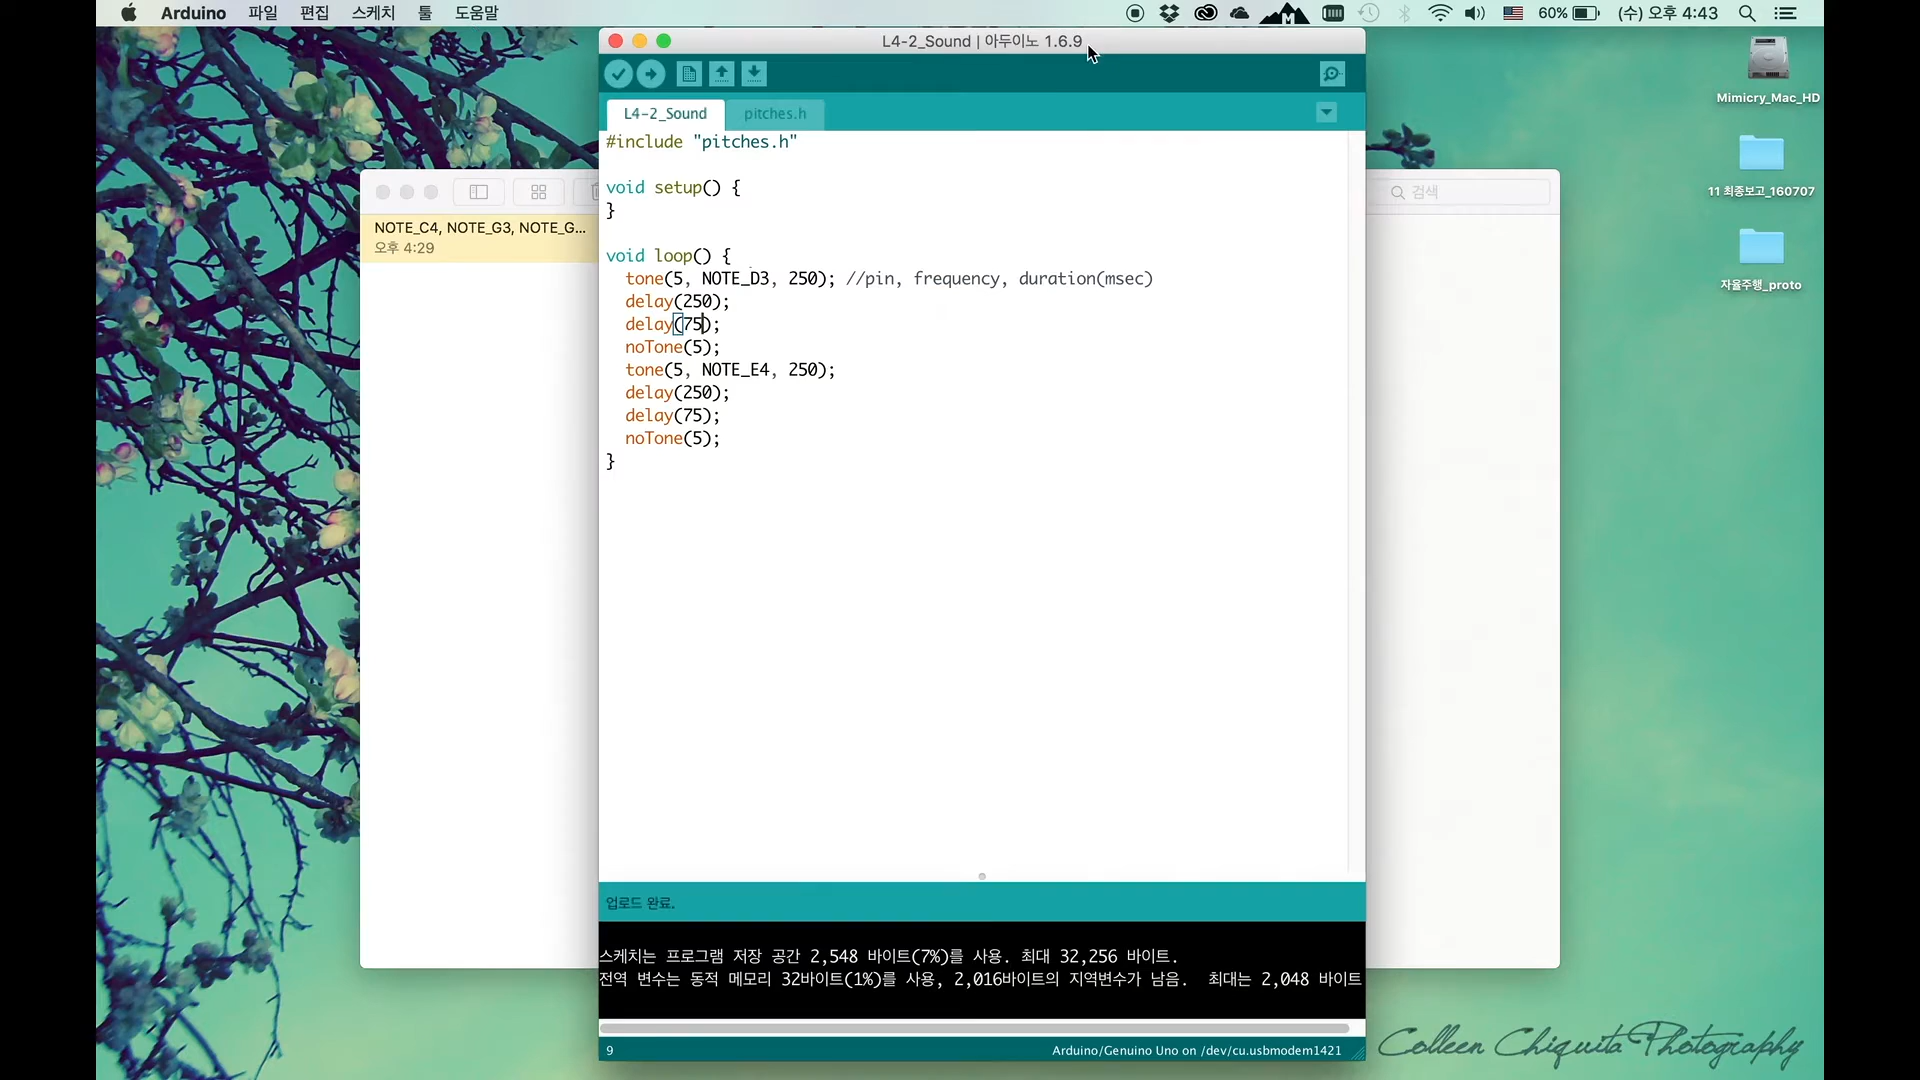 Arduino 파일 편집 스케치 툴 도움말
60% (수) 오후 4:43
L4-2_Sound | 아두이노 1.6.9
Mimicry_Mac_HD
L4-2_Sound pitches.h
#include "pitches.h"
void setup() {
}
void loop() {
tone(5, NOTE_D3, 250); //pin, frequency, duration(msec)
delay(250);
delay(75);
noTone(5);
tone(5, NOTE_E4, 250);
delay(250);
delay(75);
noTone(5);
}
NOTE_C4, NOTE_G3, NOTE_G...
오후 4:29
검색
11 최종보고_160707
자율주행_proto
업로드 완료.
스케치는 프로그램 저장 공간 2,548 바이트(7%)를 사용. 최대 32,256 바이트.
전역 변수는 동적 메모리 32바이트(1%)를 사용, 2,016바이트의 지역변수가 남음. 최대는 2,048 바이트
9
Arduino/Genuino Uno on /dev/cu.usbmodem1421
Colleen Chiquita Photography